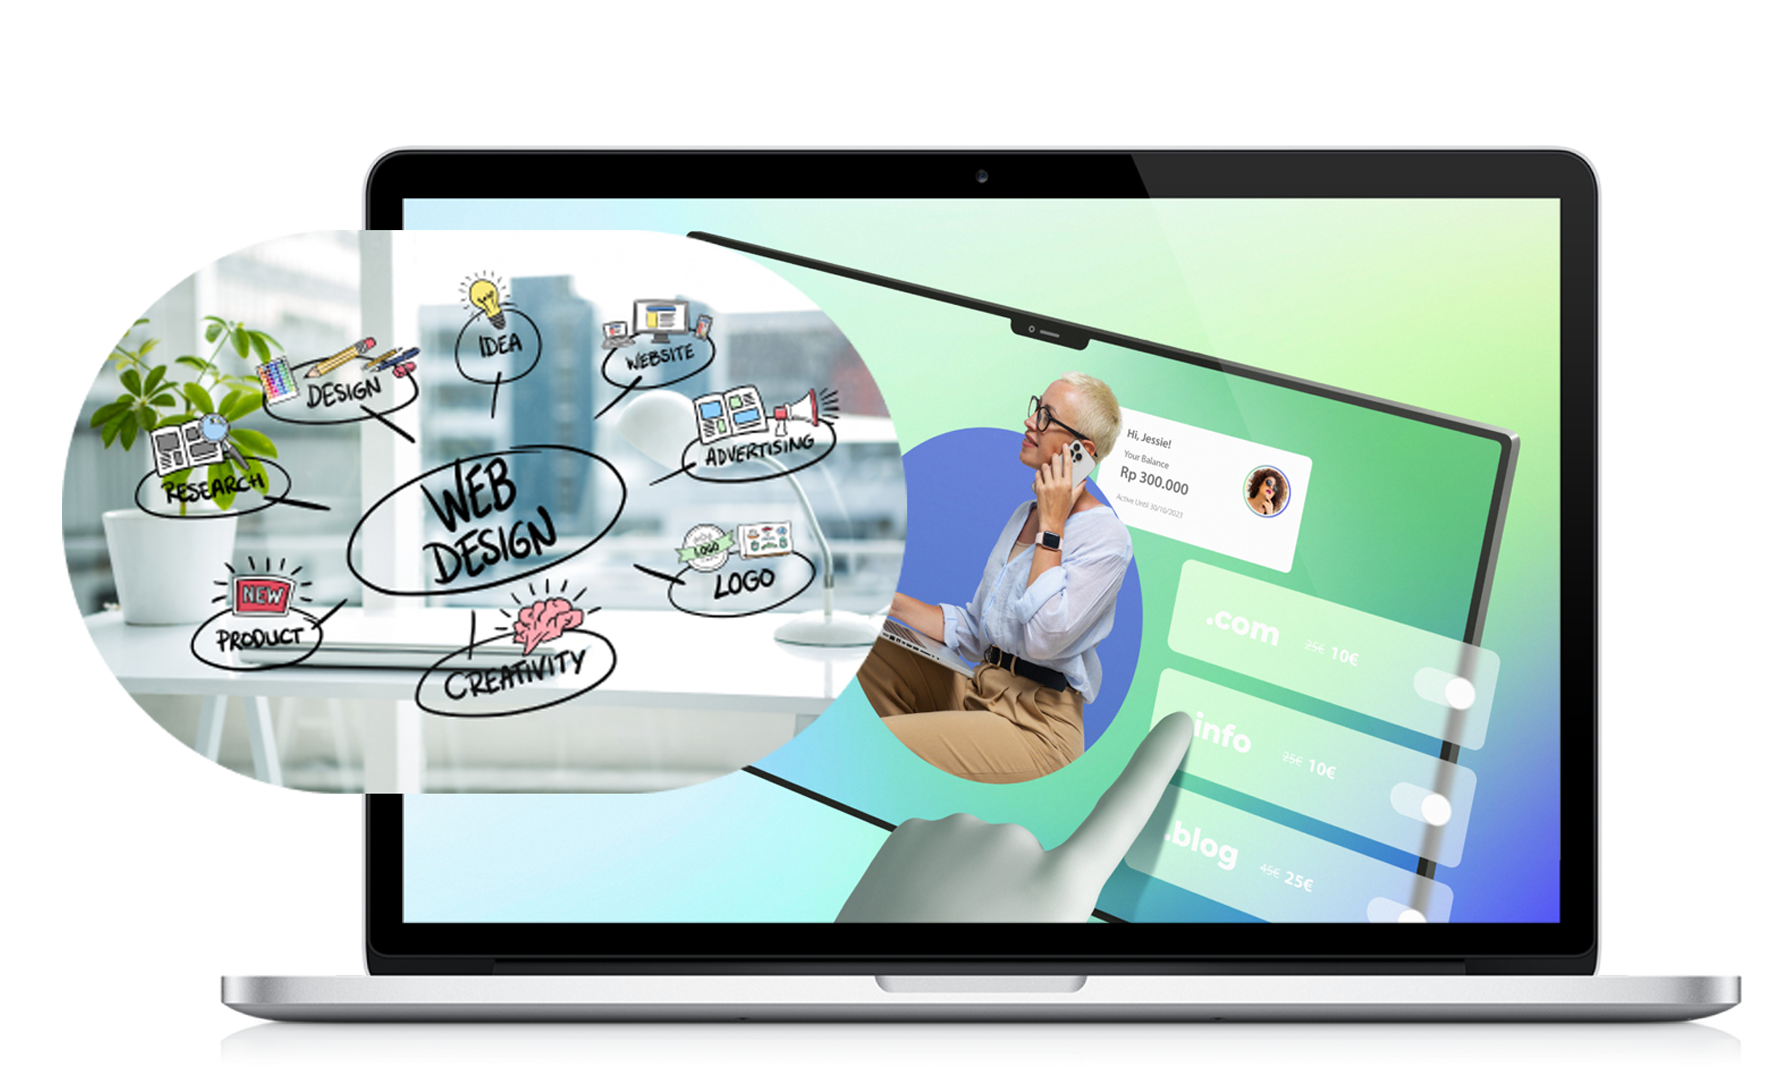 IDEA
WEBSITE
DESIGN
ADVERTISING
RESEARCH
WEB
DESIGN
LOGO
LOGO
NEW
PRODUCT
CREATIVITY
Hi, Jessie!
Your Balance
Rp 300.000
Active Until 30/10/2023
.com 25€ 10€
.info 25€ 10€
.blog 45€ 25€